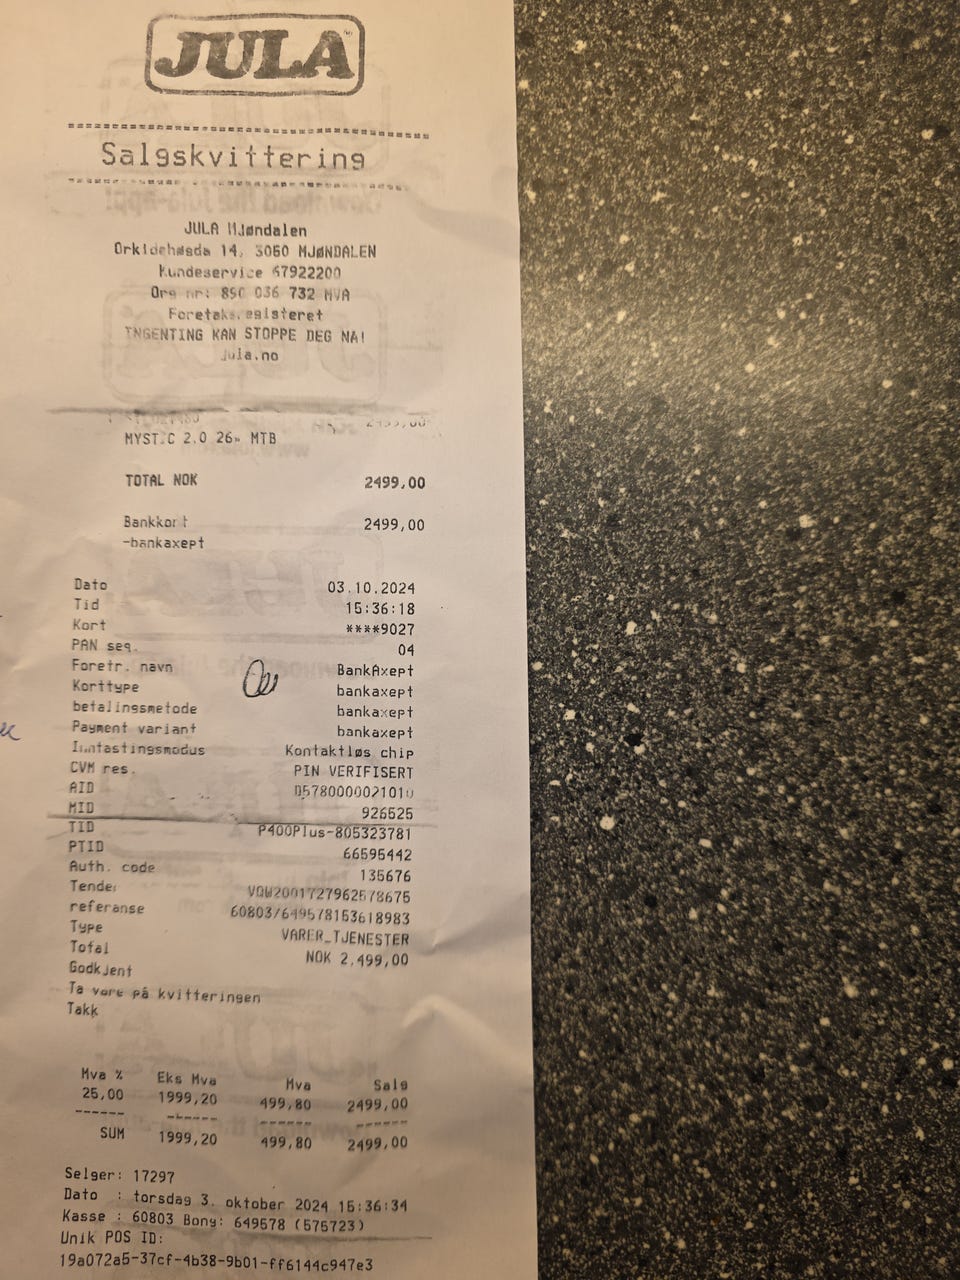 JULA
Salgskvittering
JULA Mjøndalen
Orkidehøgda 14, 3050 MJØNDALEN
Kundeservice 67922200
Org nr: 890 036 732 MVA
Foretaksregisteret
INGENTING KAN STOPPE DEG NÅ!
Jula.no
2499,00
MYSTIC 2.0 26" MTB
TOTAL NOK 2499,00
Bankkort 2499,00
-bankaxept
Dato 03.10.2024
Tid 15:36:18
Kort ****9027
PAN seq. 04
Foretr. navn BankAxept
Korttype bankaxept
betalingsmetode bankaxept
Payment variant bankaxept
Inntastingsmodus Kontaktløs chip
CVM res. PIN VERIFISERT
AID D5780000021010
MID 926525
TID P400Plus-805323781
PTID 66595442
Auth. code 135676
Tender
referanse
Type VARER_TJENESTER
Total NOK 2,499,00
Godkjent
Ta vare på kvitteringen
Takk
Mva % Eks Mva Mva Salg
25,00 1999,20 499,80 2499,00
SUM 1999,20 499,80 2499,00
Selger: 17297
Dato : torsdag 3. oktober 2024 15:36:34
Kasse : 60803 Bong: 649578 (575723)
Unik POS ID:
19a072a5-37cf-4b38-9b01-ff6144c947e3